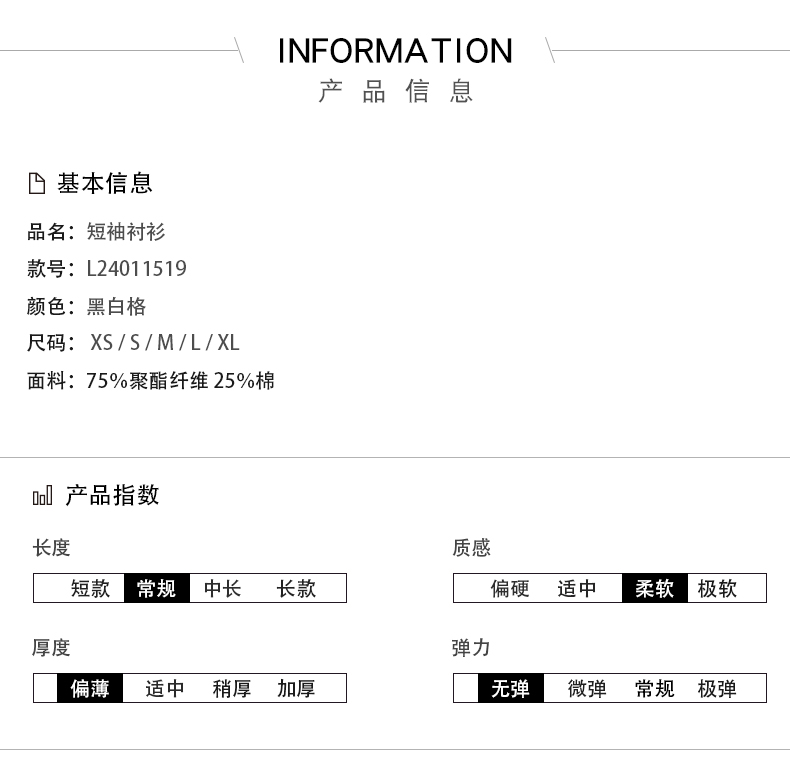 INFORMATION
产品信息
基本信息
品名：短袖衬衫
款号：L24011519
颜色：黑白格
尺码： XS / S / M / L / XL
面料：75%聚酯纤维 25%棉
产品指数
长度
短款 常规 中长 长款
质感
偏硬 适中 柔软 极软
厚度
偏薄 适中 稍厚 加厚
弹力
无弹 微弹 常规 极弹